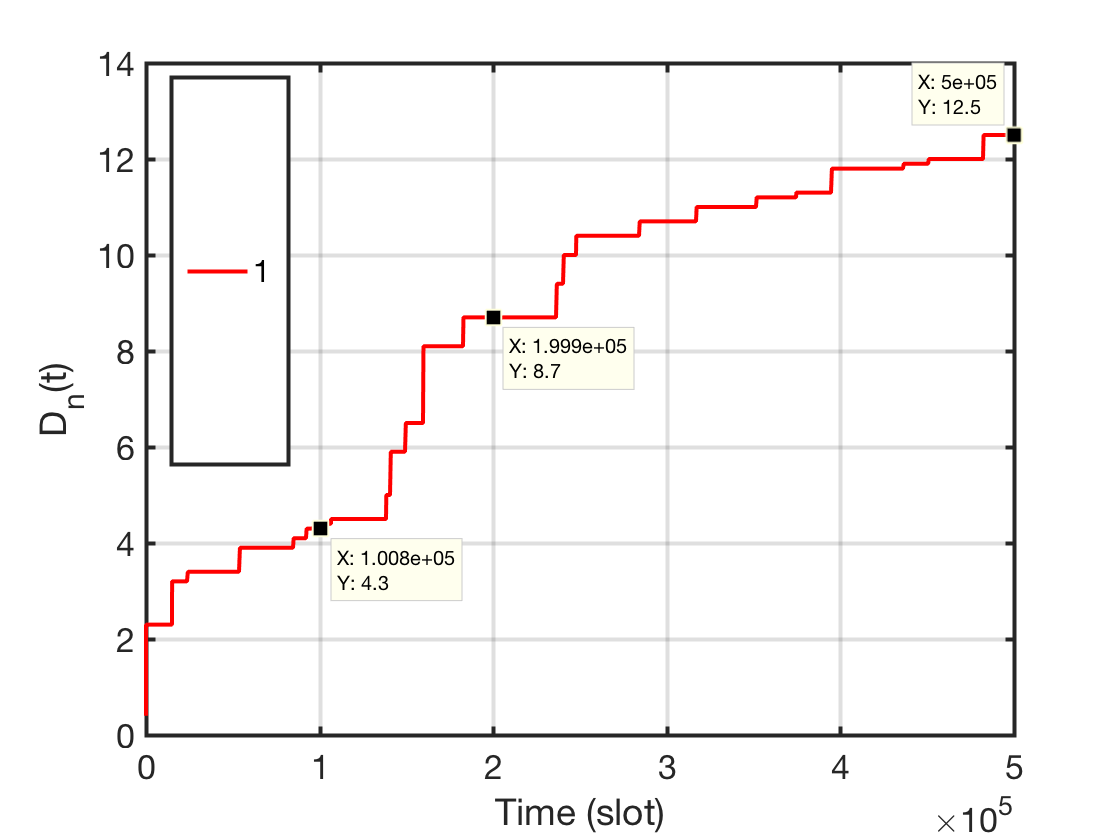 14
12
10
8
6
4
2
0
D_n(t)
1
X: 5e+05
Y: 12.5
X: 1.999e+05
Y: 8.7
X: 1.008e+05
Y: 4.3
0 1 2 3 4 5
Time (slot)
×10^5